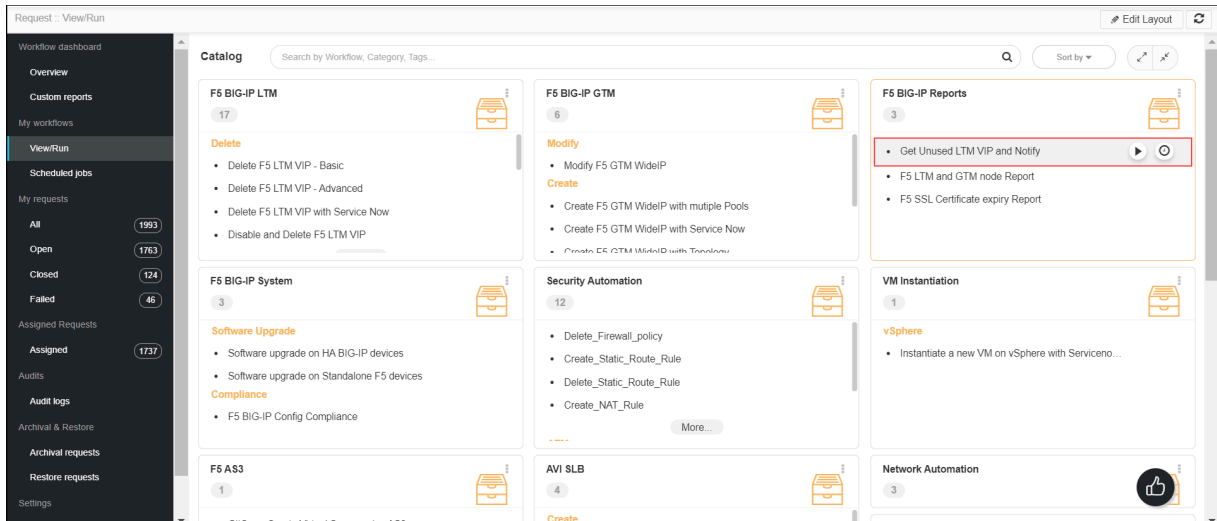 Request :: View/Run
Edit Layout
Workflow dashboard
Overview
Custom reports
My workflows
View/Run
Scheduled jobs
My requests
All 1993
Open 1763
Closed 124
Failed 46
Assigned Requests
Assigned 1737
Audits
Audit logs
Archival & Restore
Archival requests
Restore requests
Settings
Catalog
Search by Workflow, Category, Tags...
Sort by
F5 BIG-IP LTM
17
Delete
• Delete F5 LTM VIP - Basic
• Delete F5 LTM VIP - Advanced
• Delete F5 LTM VIP with Service Now
• Disable and Delete F5 LTM VIP
F5 BIG-IP GTM
6
Modify
• Modify F5 GTM WideIP
Create
• Create F5 GTM WideIP with mutiple Pools
• Create F5 GTM WideIP with Service Now
• Create F5 GTM WideIP with Topology
F5 BIG-IP Reports
3
• Get Unused LTM VIP and Notify
• F5 LTM and GTM node Report
• F5 SSL Certificate expiry Report
F5 BIG-IP System
3
Software Upgrade
• Software upgrade on HA BIG-IP devices
• Software upgrade on Standalone F5 devices
Compliance
• F5 BIG-IP Config Compliance
Security Automation
12
• Delete_Firewall_policy
• Create_Static_Route_Rule
• Delete_Static_Route_Rule
• Create_NAT_Rule
More...
VM Instantiation
1
vSphere
• Instantiate a new VM on vSphere with Serviceno...
F5 AS3
1
AVI SLB
4
Create
Network Automation
3